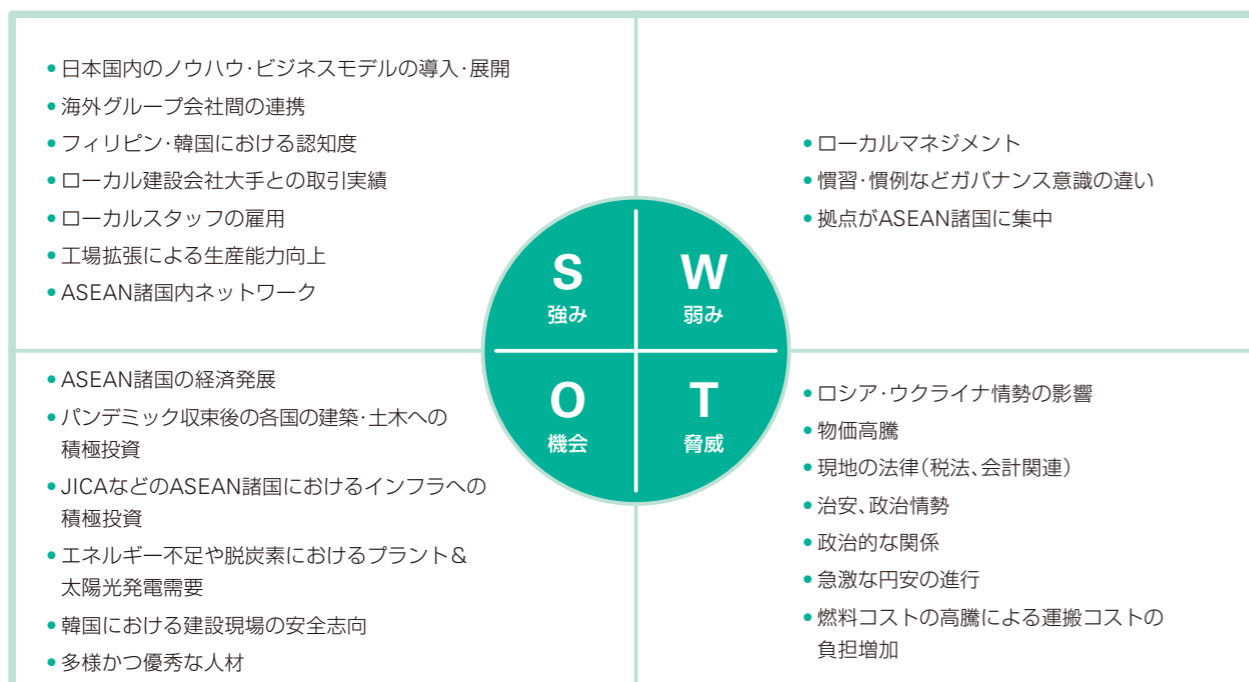 • 日本国内のノウハウ・ビジネスモデルの導入・展開
• 海外グループ会社間の連携
• フィリピン・韓国における認知度
• ローカル建設会社大手との取引実績
• ローカルスタッフの雇用
• 工場拡張による生産能力向上
• ASEAN諸国内ネットワーク
• ローカルマネジメント
• 慣習・慣例などガバナンス意識の違い
• 拠点がASEAN諸国に集中
S
強み
W
弱み
O
機会
T
脅威
• ASEAN諸国の経済発展
• パンデミック収束後の各国の建築・土木への
積極投資
• JICAなどのASEAN諸国におけるインフラへの
積極投資
• エネルギー不足や脱炭素におけるプラント&
太陽光発電需要
• 韓国における建設現場の安全志向
• 多様かつ優秀な人材
• ロシア・ウクライナ情勢の影響
• 物価高騰
• 現地の法律(税法、会計関連)
• 治安、政治情勢
• 政治的な関係
• 急激な円安の進行
• 燃料コストの高騰による運搬コストの
負担増加